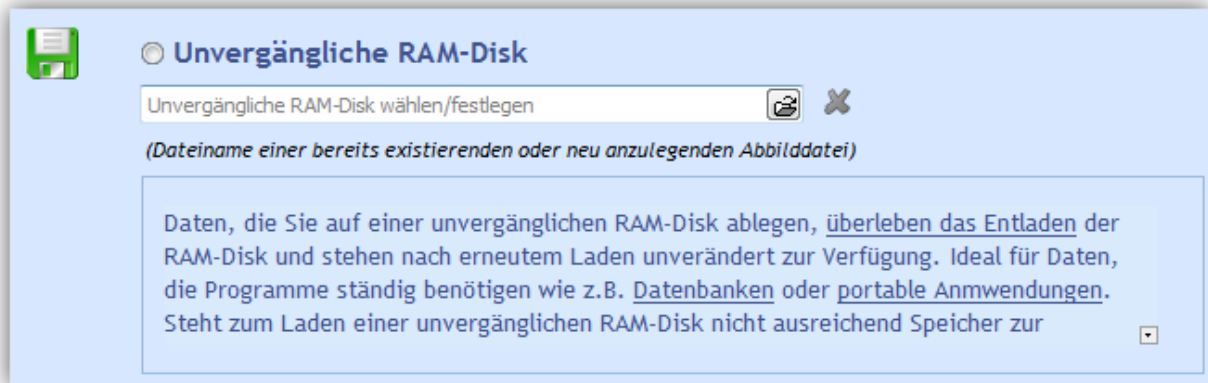 Unvergängliche RAM-Disk
Unvergängliche RAM-Disk wählen/festlegen
(Dateiname einer bereits existierenden oder neu anzulegenden Abbilddatei)
Daten, die Sie auf einer unvergänglichen RAM-Disk ablegen, überleben das Entladen der
RAM-Disk und stehen nach erneutem Laden unverändert zur Verfügung. Ideal für Daten,
die Programme ständig benötigen wie z.B. Datenbanken oder portable Anmwendungen.
Steht zum Laden einer unvergänglichen RAM-Disk nicht ausreichend Speicher zur